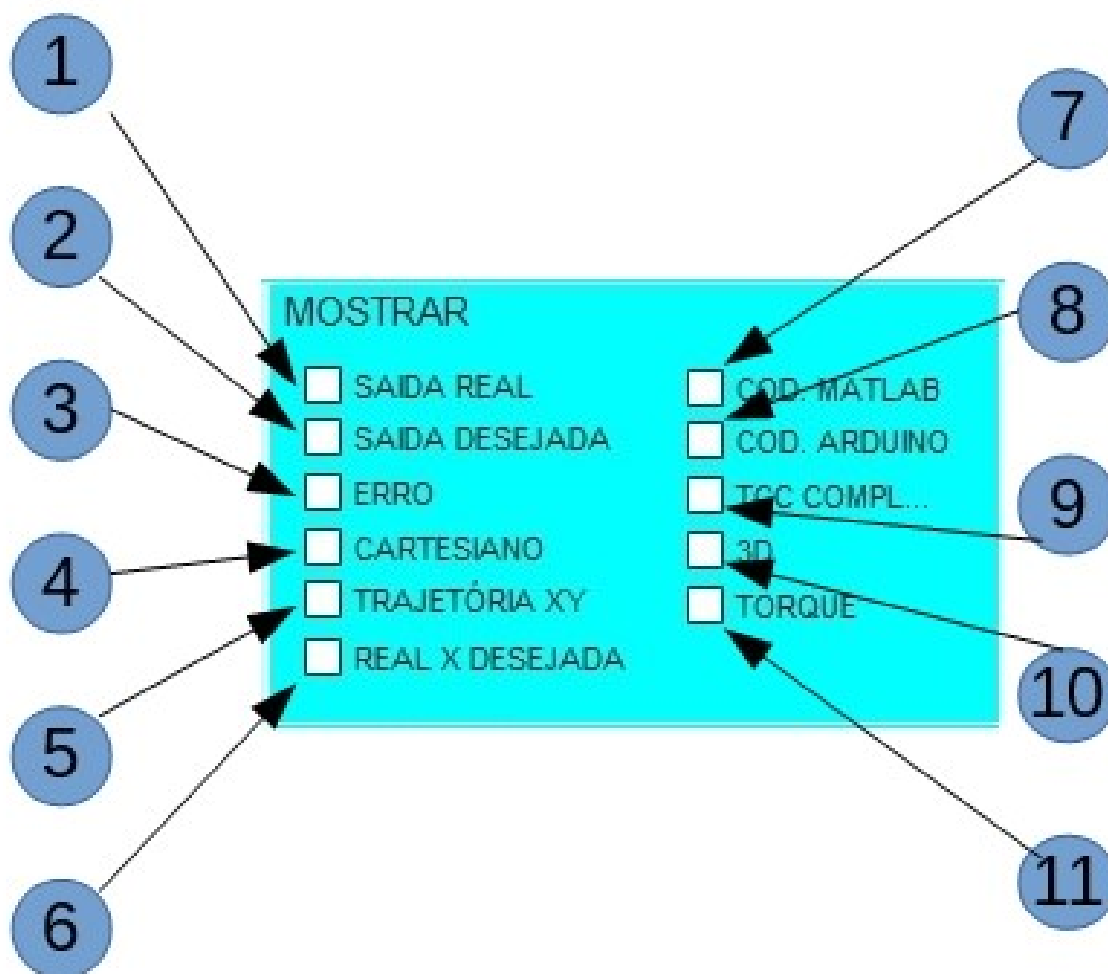 1
2
3
4
5
6
MOSTRAR
SAIDA REAL
SAIDA DESEJADA
ERRO
CARTESIANO
TRAJETÓRIA XY
REAL X DESEJADA
COD. MATLAB
COD. ARDUINO
TCC COMPL...
3D
TORQUE
7
8
9
10
11